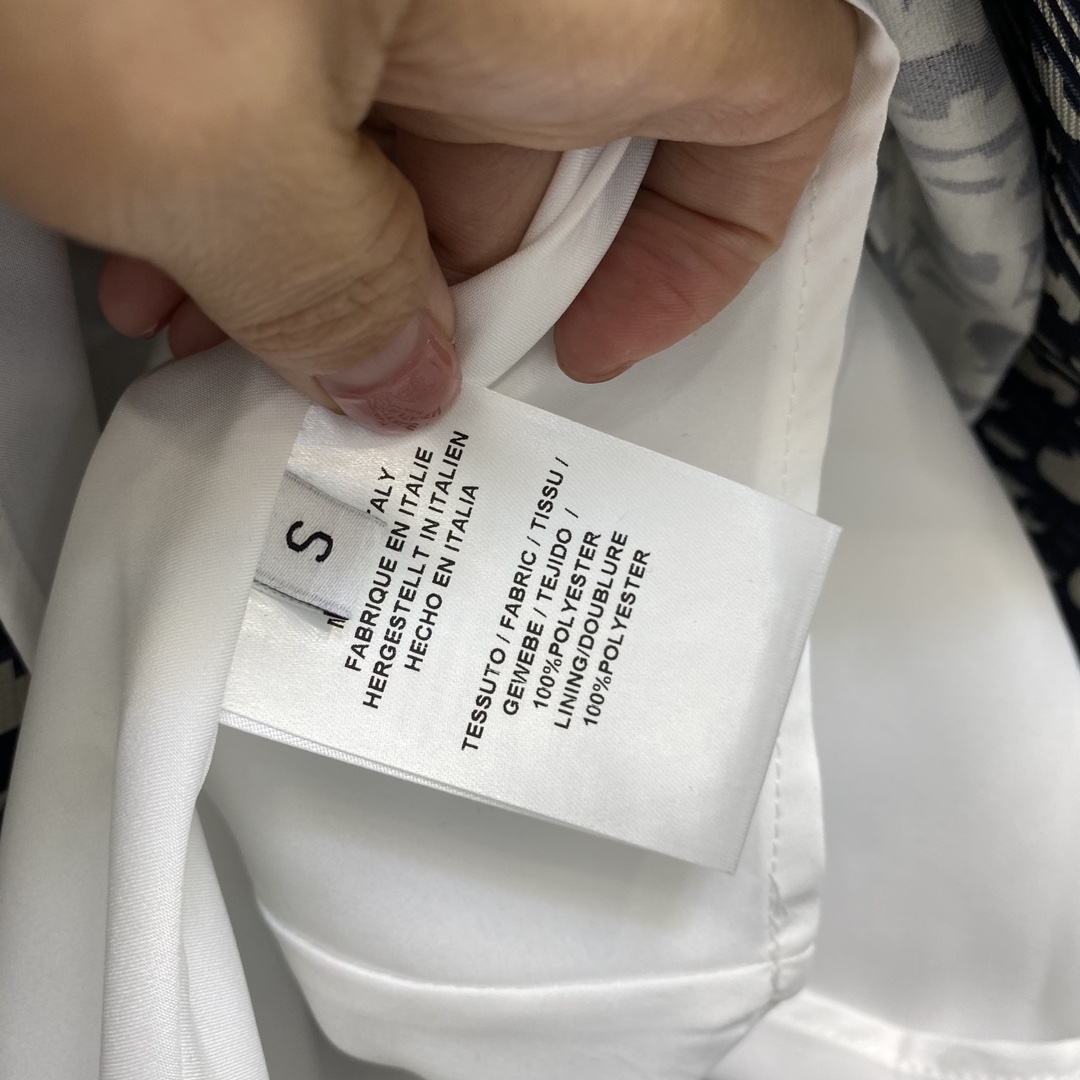 S
FABRIQUE EN ITALIE
HERGESTELLT IN ITALIEN
HECHO EN ITALIA
TESSUTO / FABRIC / TISSU /
GEWEBE / TEJIDO /
100%POLYESTER
LINING/DOUBLURE
100%POLYESTER